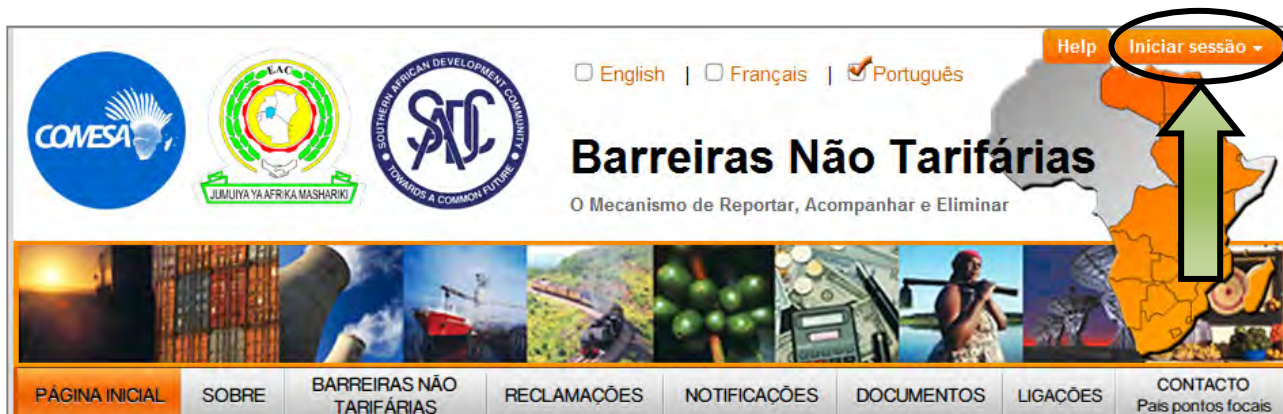 Help
Iniciar sessão
English | Français | Português
COMESA
EAC
JUMUIYA YA AFRIKA MASHARIKI
SOUTHERN AFRICAN DEVELOPMENT COMMUNITY
SADC
TOWARDS A COMMON FUTURE
Barreiras Não Tarifárias
O Mecanismo de Reportar, Acompanhar e Eliminar
PÁGINA INICIAL
SOBRE
BARREIRAS NÃO
TARIFÁRIAS
RECLAMAÇÕES
NOTIFICAÇÕES
DOCUMENTOS
LIGAÇÕES
CONTACTO
Pais pontos focais